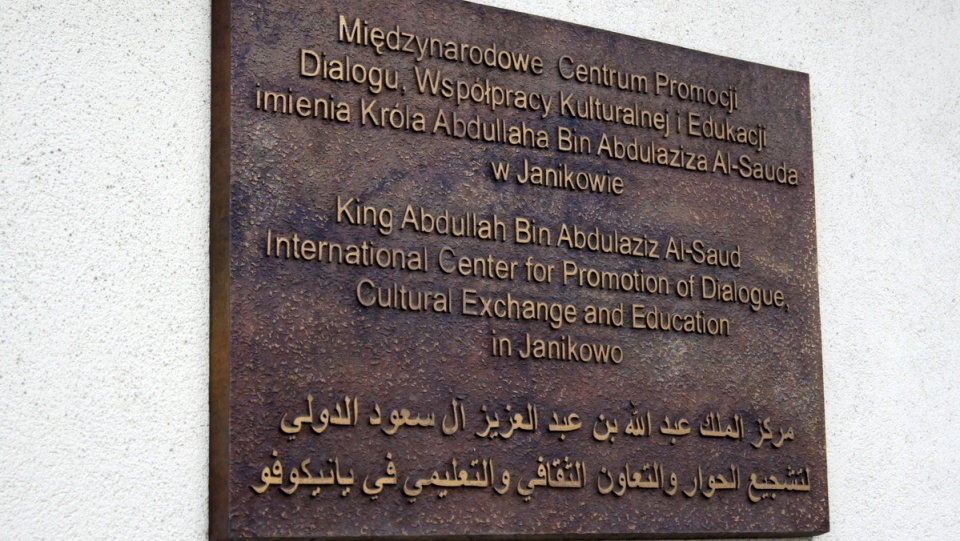 Międzynarodowe Centrum Promocji
Dialogu, Współpracy Kulturalnej i Edukacji
imienia Króla Abdullaha Bin Abdulaziza Al-Sauda
w Janikowie
King Abdullah Bin Abdulaziz Al-Saud
International Center for Promotion of Dialogue,
Cultural Exchange and Education
in Janikowo
مركز الملك عبد الله بن عبد العزيز آل سعود الدولي
لتشجيع الحوار والتعاون الثقافي والتعليمي في يانيكوفو